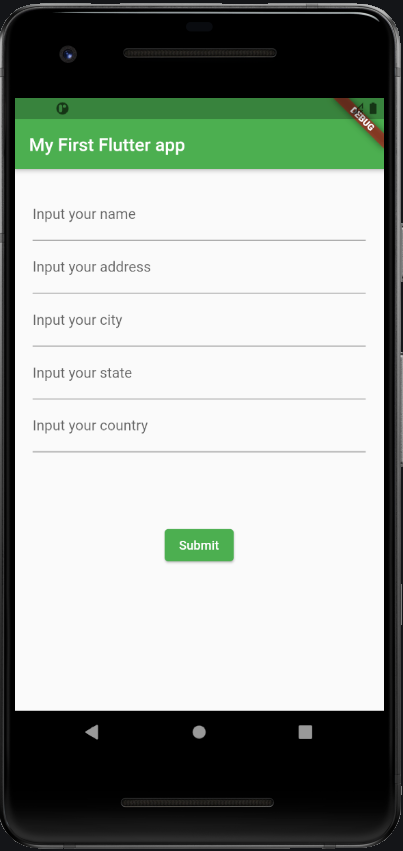 DEBUG
My First Flutter app
Input your name
Input your address
Input your city
Input your state
Input your country
Submit